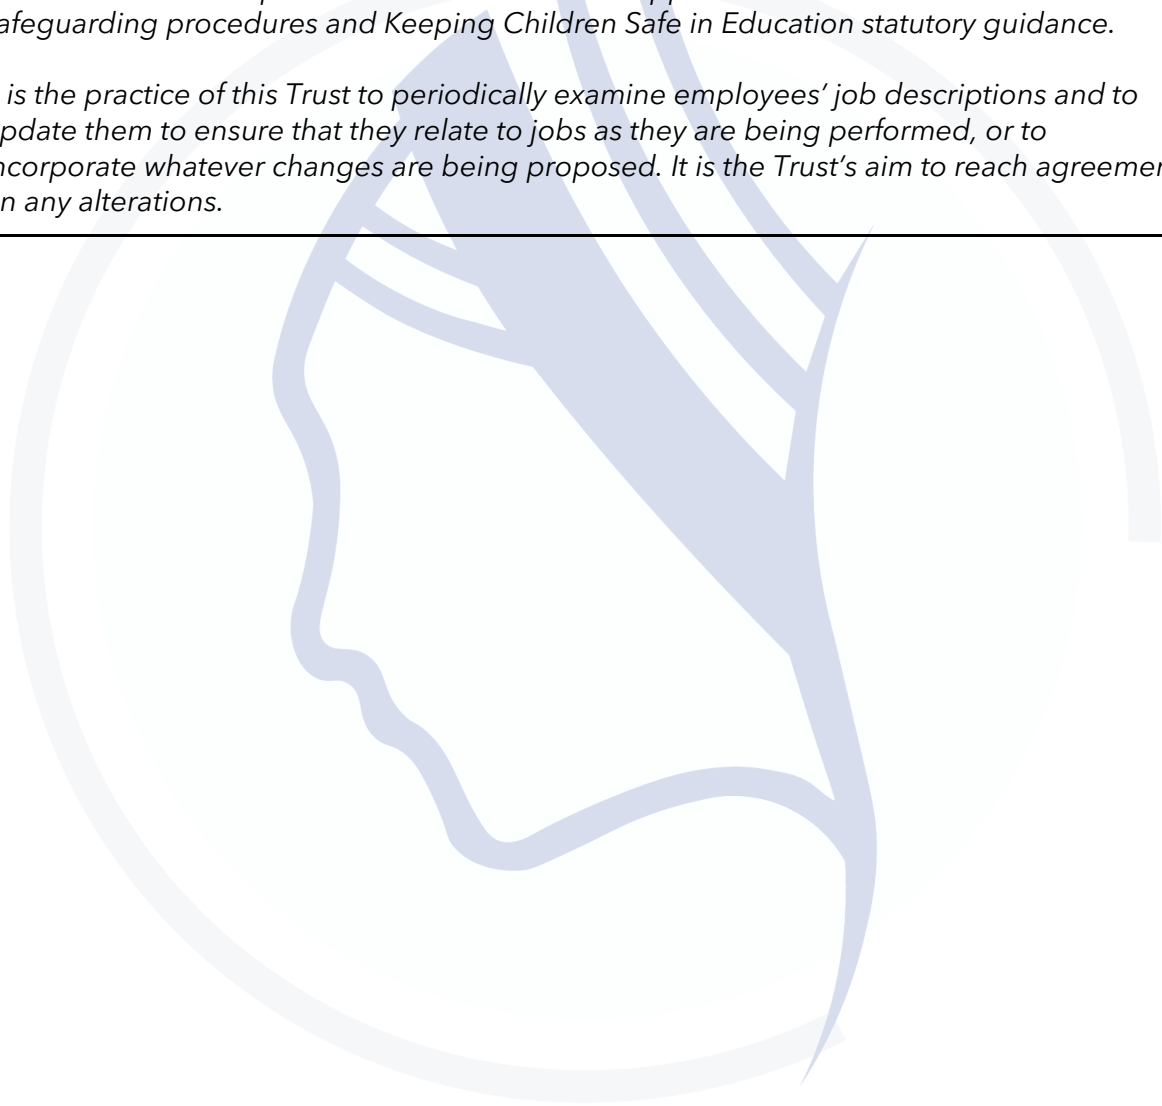 afeguarding procedures and Keeping Children Safe in Education statutory guidance.
is the practice of this Trust to periodically examine employees' job descriptions and to
pdate them to ensure that they relate to jobs as they are being performed, or to
ncorporate whatever changes are being proposed. It is the Trust's aim to reach agreemen
n any alterations.